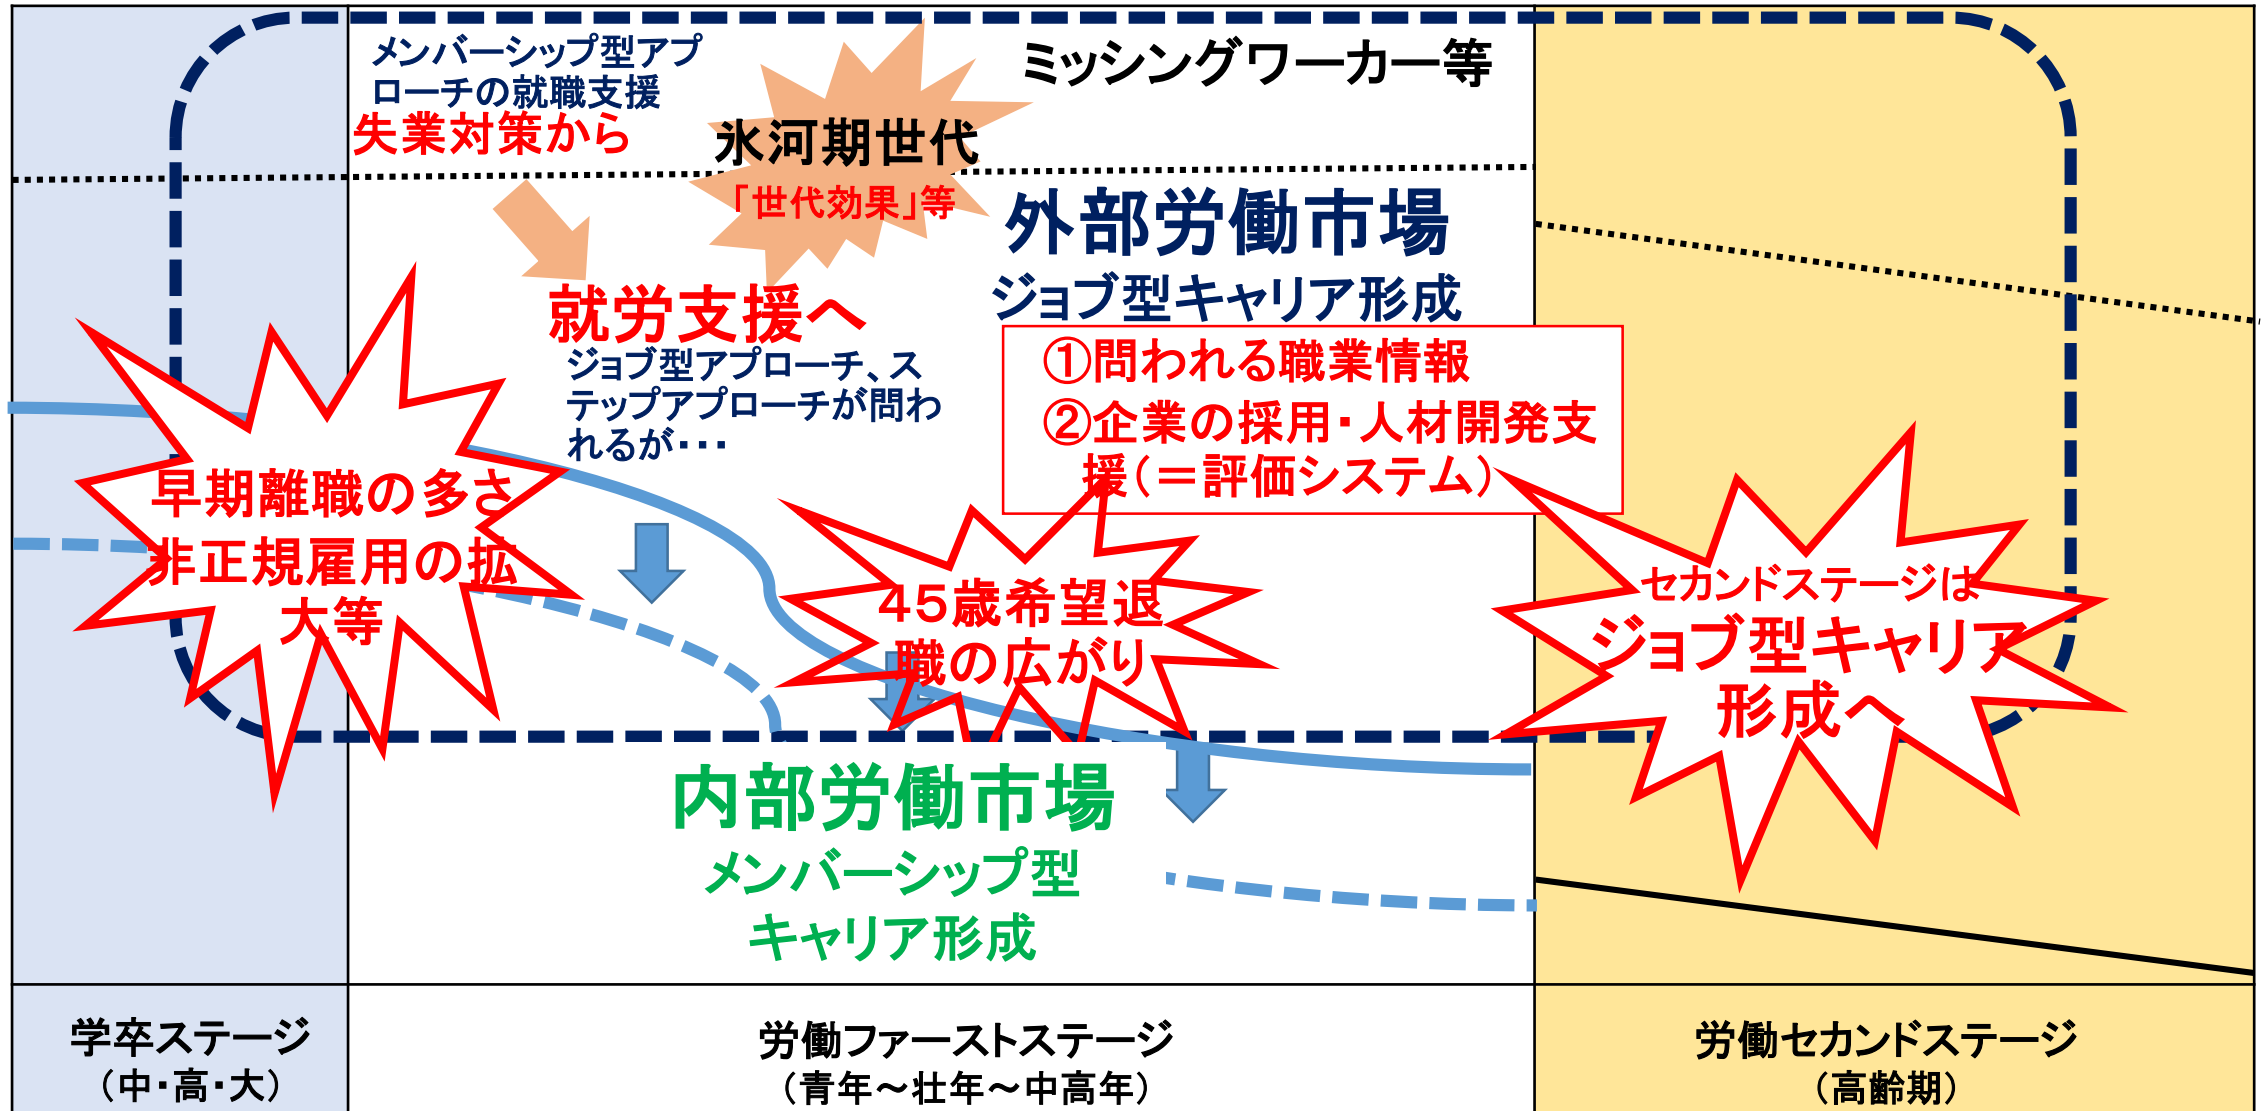 メンバーシップ型アプ
ローチの就職支援
失業対策から
氷河期世代
「世代効果」等
ミッシングワーカー等
外部労働市場
ジョブ型キャリア形成
①問われる職業情報
②企業の採用・人材開発支
援(＝評価システム)
就労支援へ
ジョブ型アプローチ、ス
テップアプローチが問わ
れるが・・・
早期離職の多さ
非正規雇用の拡
大等
４５歳希望退
職の広がり
セカンドステージは
ジョブ型キャリア
形成へ
内部労働市場
メンバーシップ型
キャリア形成
学卒ステージ
（中・高・大）
労働ファーストステージ
（青年～壮年～中高年）
労働セカンドステージ
（高齢期）